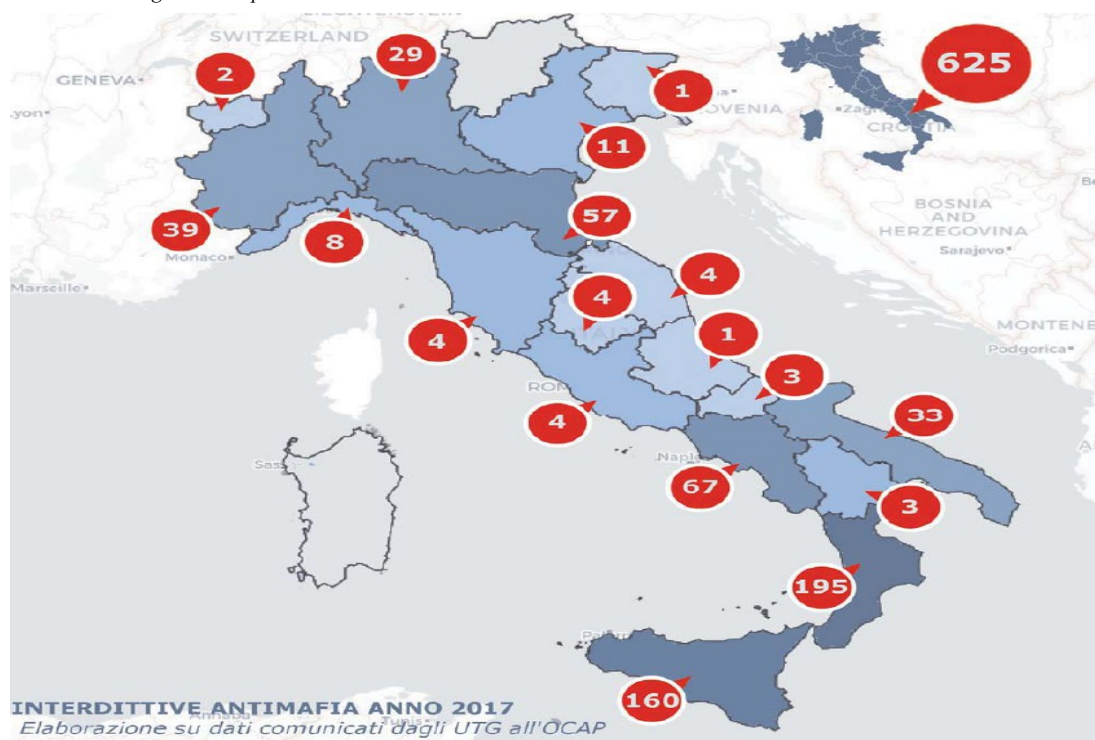 SWITZERLAND
29
2
625
GENEVA
1
OVENIA
CROATIA
11
BOSNIA
AND
HERZEGOVINA
Sarajevo
39
8
57
Monaco
Marseille
4
4
4
1
MONTENE
Podgorica
3
4
33
Naple
67
3
195
160
INTERDITTIVE ANTIMAFIA ANNO 2017
Elaborazione su dati comunicati dagli UTG all'OCAP